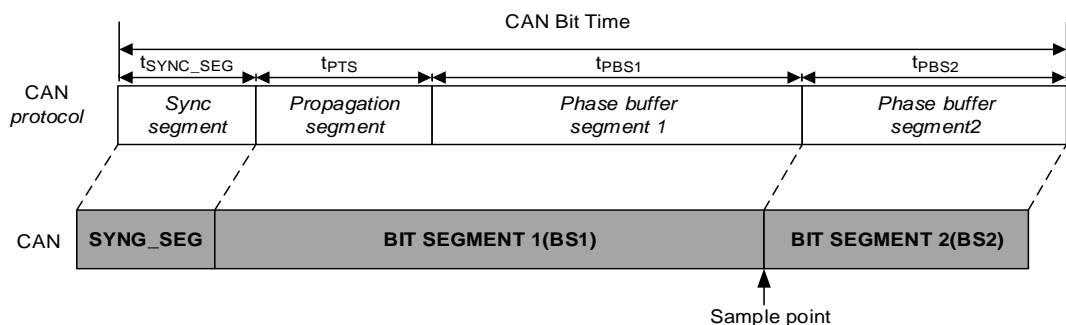 CAN Bit Time
tSYNC_SEG tPTS tPBS1 tPBS2
CAN protocol
Sync segment
Propagation segment
Phase buffer segment 1
Phase buffer segment2
CAN SYNG_SEG BIT SEGMENT 1(BS1) BIT SEGMENT 2(BS2)
Sample point